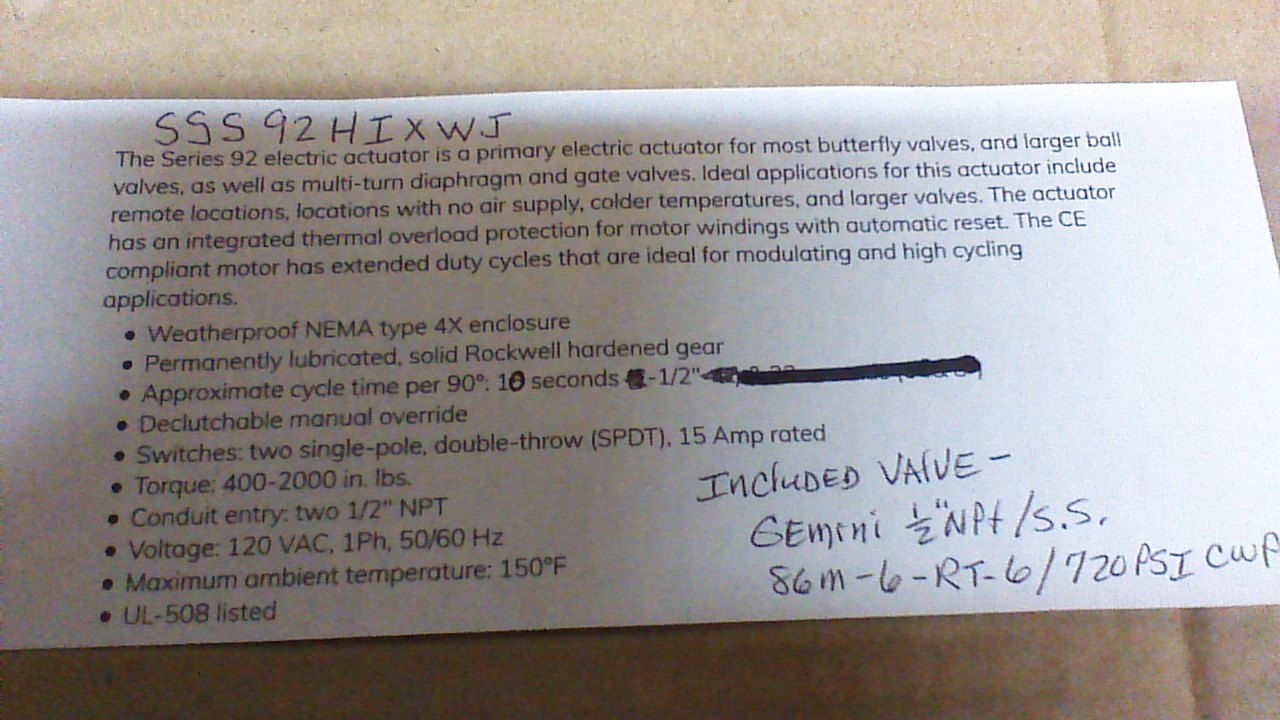 SSS 92 HIXWJ
The Series 92 electric actuator is a primary electric actuator for most butterfly valves, and larger ball
valves, as well as multi-turn diaphragm and gate valves. Ideal applications for this actuator include
remote locations, locations with no air supply, colder temperatures, and larger valves. The actuator
has an integrated thermal overload protection for motor windings with automatic reset. The CE
compliant motor has extended duty cycles that are ideal for modulating and high cycling
applications.
• Weatherproof NEMA type 4X enclosure
• Permanently lubricated, solid Rockwell hardened gear
• Approximate cycle time per 90°: 10 seconds -1/2"
• Declutchable manual override
• Switches: two single-pole, double-throw (SPDT), 15 Amp rated
• Torque: 400-2000 in. lbs.
• Conduit entry: two 1/2" NPT
• Voltage: 120 VAC, 1Ph, 50/60 Hz
• Maximum ambient temperature: 150°F
• UL-508 listed
INCluDED VAlVE -
GEmini ½" NPt / S.S.
86m-6-RT-6 / 720 PSI CWP